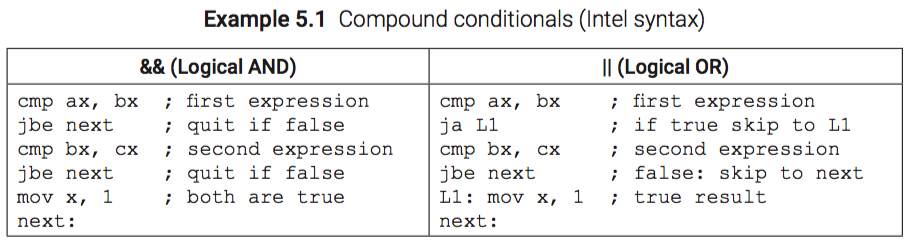 Example 5.1 Compound conditionals (Intel syntax)
&& (Logical AND)
cmp ax, bx ; first expression
jbe next ; quit if false
cmp bx, cx ; second expression
jbe next ; quit if false
mov x, 1 ; both are true
next:
|| (Logical OR)
cmp ax, bx ; first expression
ja L1 ; if true skip to L1
cmp bx, cx ; second expression
jbe next ; false: skip to next
L1: mov x, 1 ; true result
next: